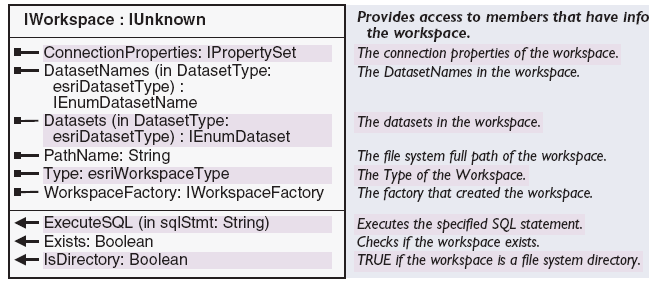 IWorkspace : IUnknown
Provides access to members that have info
the workspace.
ConnectionProperties: IPropertySet
The connection properties of the workspace.
DatasetNames (in DatasetType:
esriDatasetType) :
IEnumDatasetName
The DatasetNames in the workspace.
Datasets (in DatasetType:
esriDatasetType) : IEnumDataset
The datasets in the workspace.
PathName: String
The file system full path of the workspace.
Type: esriWorkspaceType
The Type of the Workspace.
WorkspaceFactory: IWorkspaceFactory
The factory that created the workspace.
ExecuteSQL (in sqlStmt: String)
Executes the specified SQL statement.
Exists: Boolean
Checks if the workspace exists.
IsDirectory: Boolean
TRUE if the workspace is a file system directory.